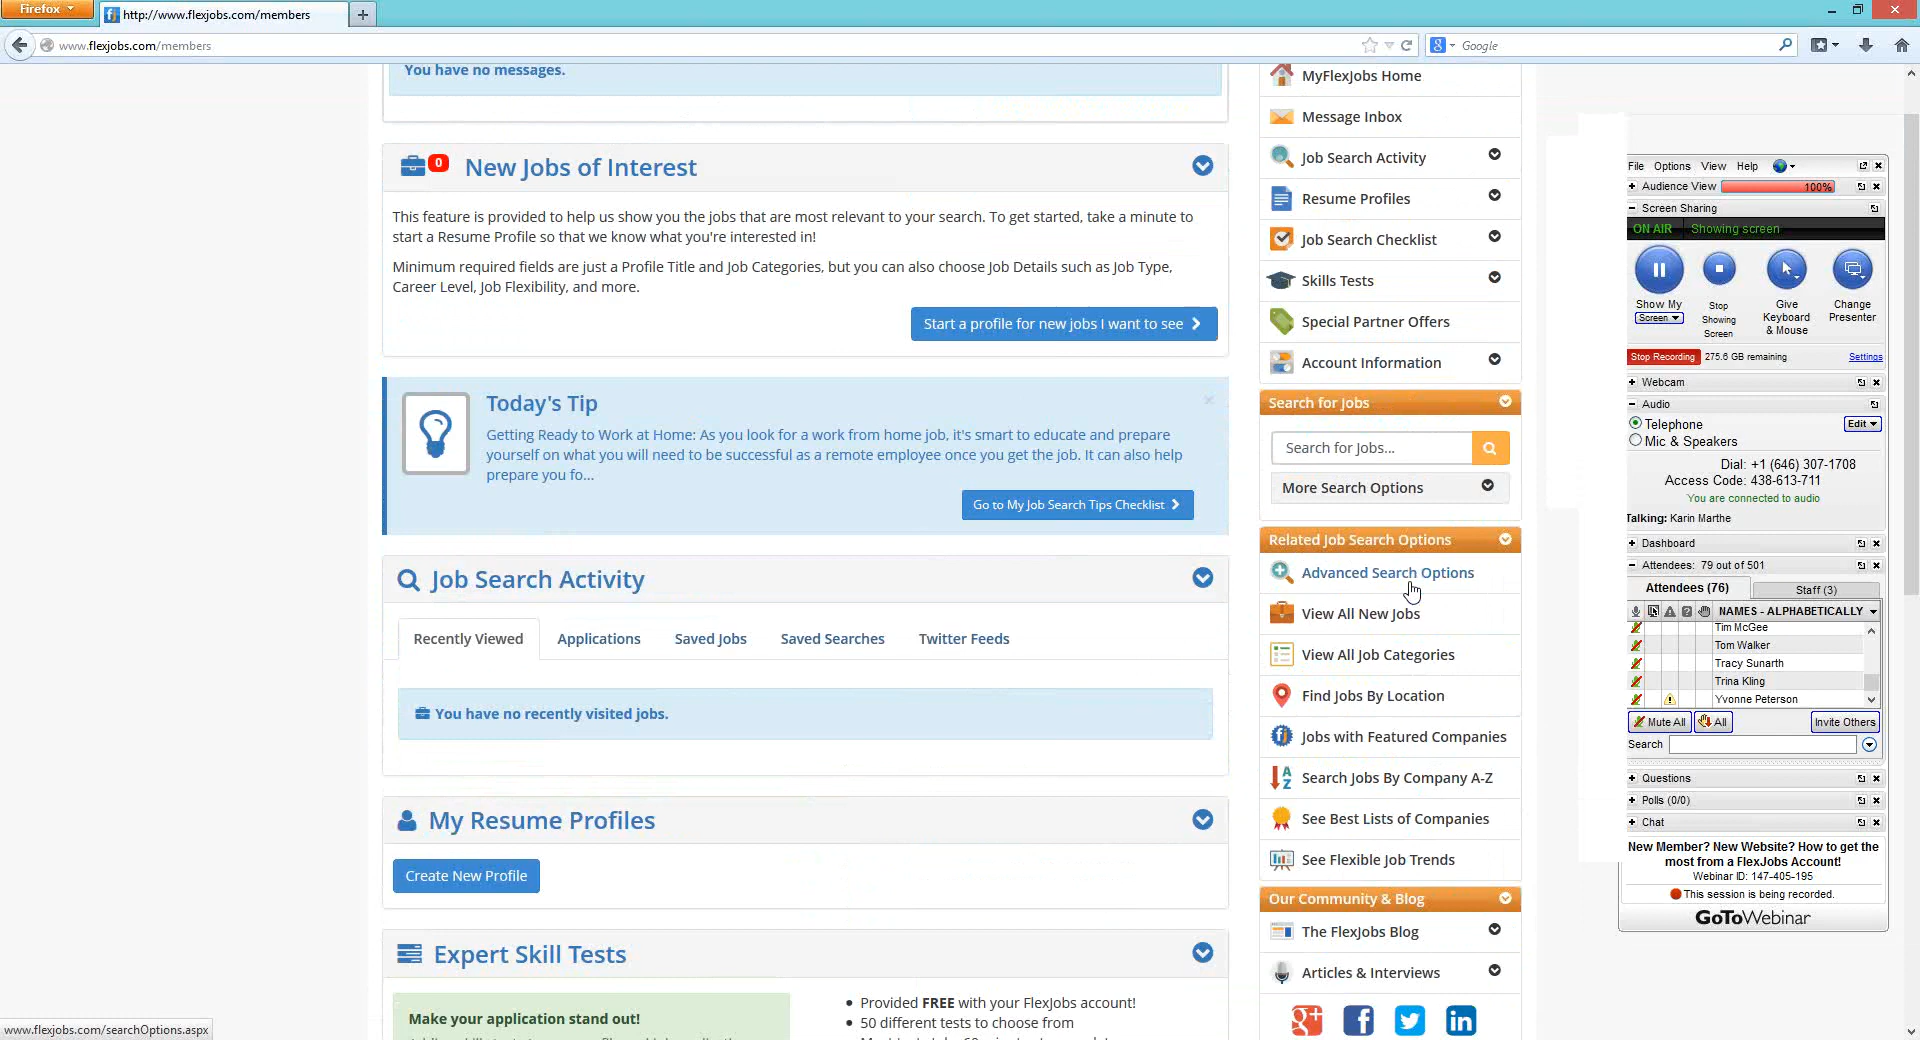 Firefox
http://www.flexjobs.com/members
www.flexjobs.com/members
Google
You have no messages.
0 New Jobs of Interest
This feature is provided to help us show you the jobs that are most relevant to your search. To get started, take a minute to
start a Resume Profile so that we know what you're interested in!
Minimum required fields are just a Profile Title and Job Categories, but you can also choose Job Details such as Job Type,
Career Level, Job Flexibility, and more.
Start a profile for new jobs I want to see
Today's Tip
Getting Ready to Work at Home: As you look for a work from home job, it's smart to educate and prepare
yourself on what you will need to be successful as a remote employee once you get the job. It can also help
prepare you fo...
Go to My Job Search Tips Checklist
Job Search Activity
Recently Viewed Applications Saved Jobs Saved Searches Twitter Feeds
You have no recently visited jobs.
My Resume Profiles
Create New Profile
Expert Skill Tests
Make your application stand out!
• Provided FREE with your FlexJobs account!
• 50 different tests to choose from
www.flexjobs.com/searchOptions.aspx
MyFlexJobs Home
Message Inbox
Job Search Activity
Resume Profiles
Job Search Checklist
Skills Tests
Special Partner Offers
Account Information
Search for Jobs
Search for Jobs...
More Search Options
Related Job Search Options
Advanced Search Options
View All New Jobs
View All Job Categories
Find Jobs By Location
Jobs with Featured Companies
Search Jobs By Company A-Z
See Best Lists of Companies
See Flexible Job Trends
Our Community & Blog
The FlexJobs Blog
Articles & Interviews
File Options View Help
Audience View 100%
Screen Sharing
ON AIR Showing screen
Show My
Screen
Stop
Showing
Screen
Give
Keyboard
& Mouse
Change
Presenter
Stop Recording 275.6 GB remaining Settings
Webcam
Audio
Telephone Edit
Mic & Speakers
Dial: +1 (646) 307-1708
Access Code: 438-613-711
You are connected to audio
Talking: Karin Marthe
Dashboard
Attendees: 79 out of 501
Attendees (76) Staff (3)
NAMES - ALPHABETICALLY
Tim McGee
Tom Walker
Tracy Sunarth
Trina Kling
Yvonne Peterson
Mute All All Invite Others
Search
Questions
Polls (0/0)
Chat
New Member? New Website? How to get the
most from a FlexJobs Account!
Webinar ID: 147-405-195
This session is being recorded.
GoToWebinar